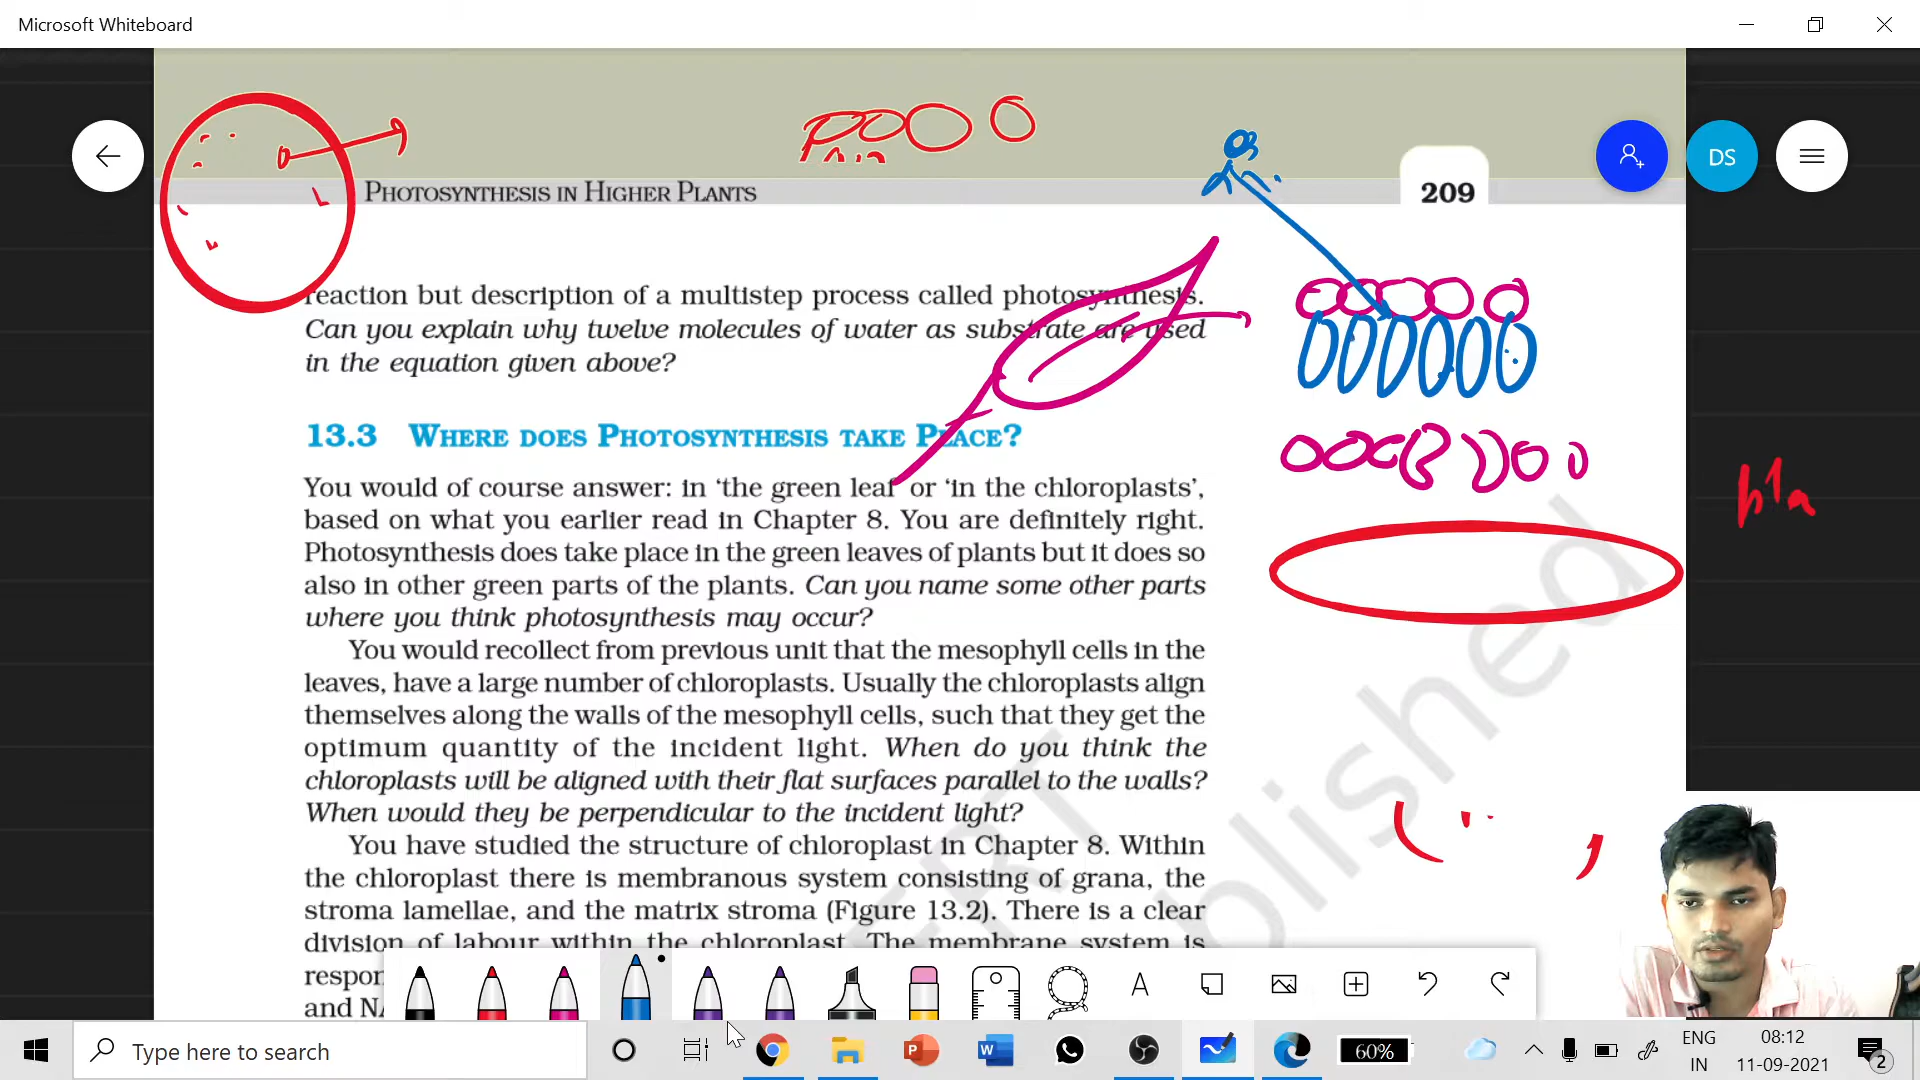 Microsoft Whiteboard
PHOTOSYNTHESIS IN HIGHER PLANTS
209
DS
reaction but description of a multistep process called photosynthesis.
Can you explain why twelve molecules of water as substrate are used
in the equation given above?
13.3 WHERE DOES PHOTOSYNTHESIS TAKE PLACE?
You would of course answer: in ‘the green leaf’ or ‘in the chloroplasts’,
based on what you earlier read in Chapter 8. You are definitely right.
Photosynthesis does take place in the green leaves of plants but it does so
also in other green parts of the plants. Can you name some other parts
where you think photosynthesis may occur?
You would recollect from previous unit that the mesophyll cells in the
leaves, have a large number of chloroplasts. Usually the chloroplasts align
themselves along the walls of the mesophyll cells, such that they get the
optimum quantity of the incident light. When do you think the
chloroplasts will be aligned with their flat surfaces parallel to the walls?
When would they be perpendicular to the incident light?
You have studied the structure of chloroplast in Chapter 8. Within
the chloroplast there is membranous system consisting of grana, the
stroma lamellae, and the matrix stroma (Figure 13.2). There is a clear
division of labour within the chloroplast. The membrane system is
respon
and NA
blished
Type here to search
60%
ENG
IN
08:12
11-09-2021
2